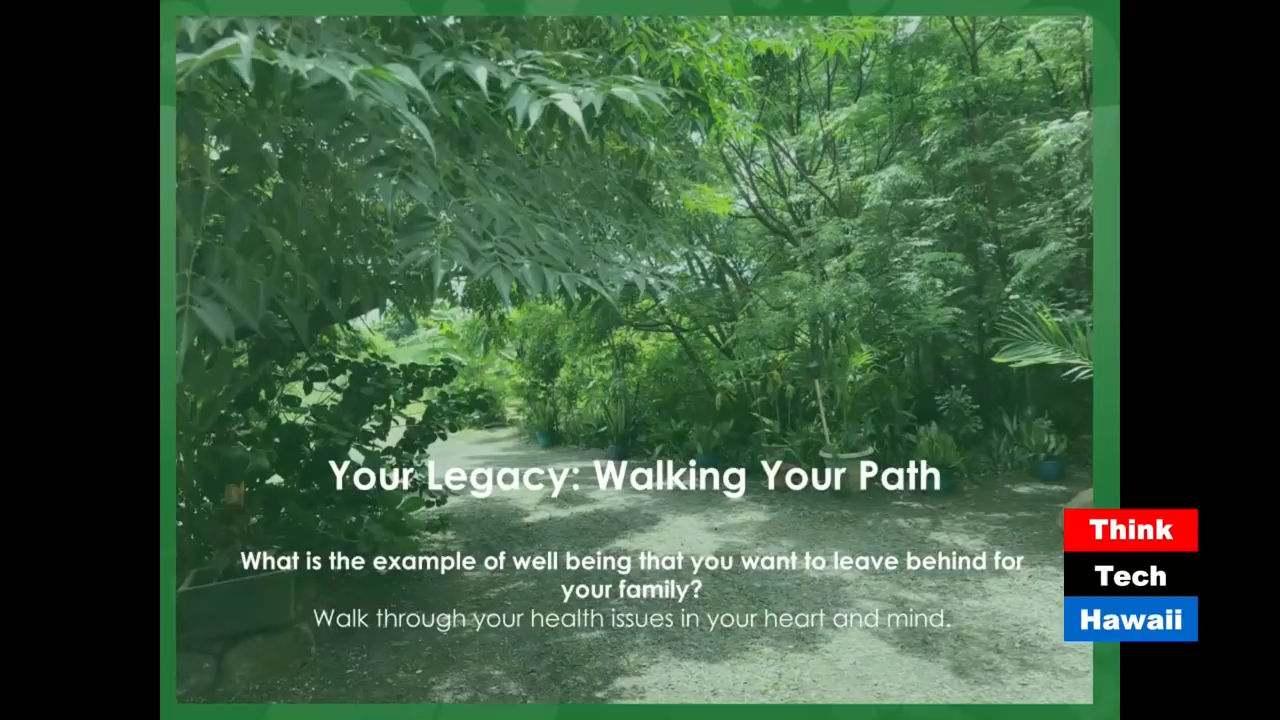 Your Legacy: Walking Your Path
What is the example of well being that you want to leave behind for
your family?
Walk through your health issues in your heart and mind.
Think
Tech
Hawaii